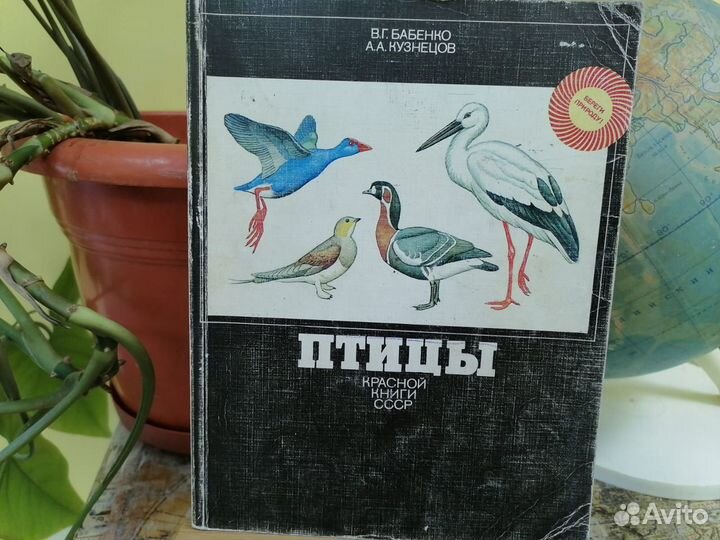 В.Г. БАБЕНКО
А.А. КУЗНЕЦОВ
БЕРЕГИ
ПРИРОДУ!
ПТИЦЫ
КРАСНОЙ
КНИГИ
СССР
Avito